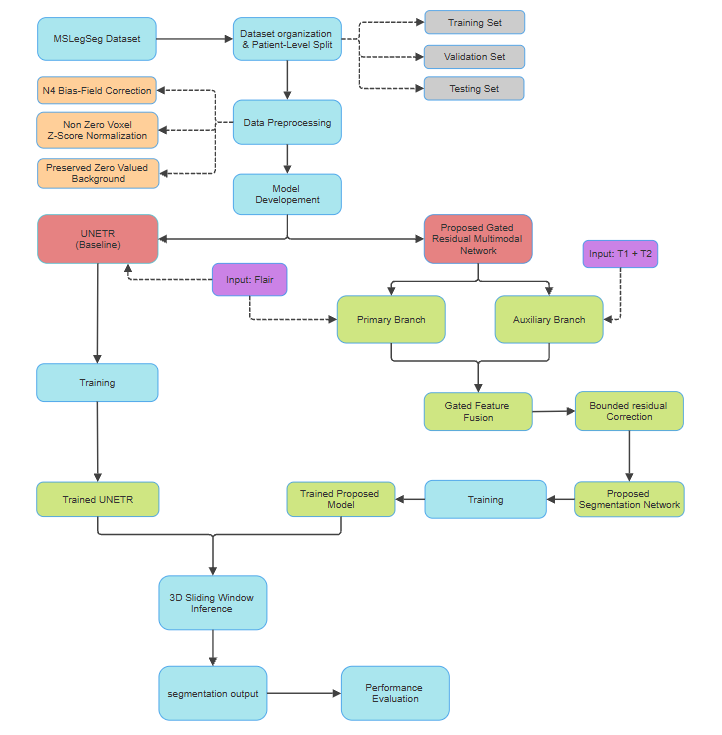 MSLegSeg Dataset
Dataset organization
& Patient-Level Split
Training Set
Validation Set
Testing Set
N4 Bias-Field Correction
Non Zero Voxel
Z-Score Normalization
Preserved Zero Valued
Background
Data Preprocessing
Model
Developement
UNETR
(Baseline)
Proposed Gated
Residual Multimodal
Network
Input: T1 + T2
Input: Flair
Primary Branch
Auxiliary Branch
Training
Gated Feature
Fusion
Bounded residual
Correction
Trained UNETR
Trained Proposed
Model
Training
Proposed
Segmentation Network
3D Sliding Window
Inference
segmentation output
Performance
Evaluation